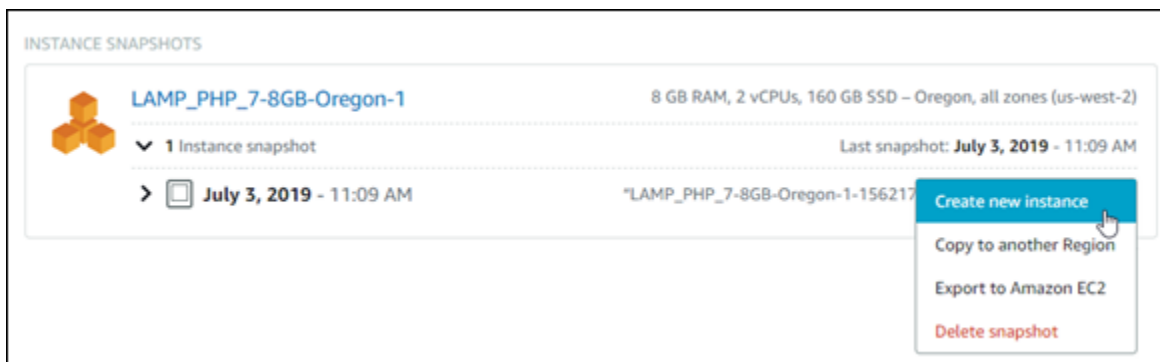 INSTANCE SNAPSHOTS
LAMP_PHP_7-8GB-Oregon-1
8 GB RAM, 2 vCPUs, 160 GB SSD – Oregon, all zones (us-west-2)
1 Instance snapshot
Last snapshot: July 3, 2019 - 11:09 AM
July 3, 2019 - 11:09 AM
"LAMP_PHP_7-8GB-Oregon-1-156217
Create new instance
Copy to another Region
Export to Amazon EC2
Delete snapshot